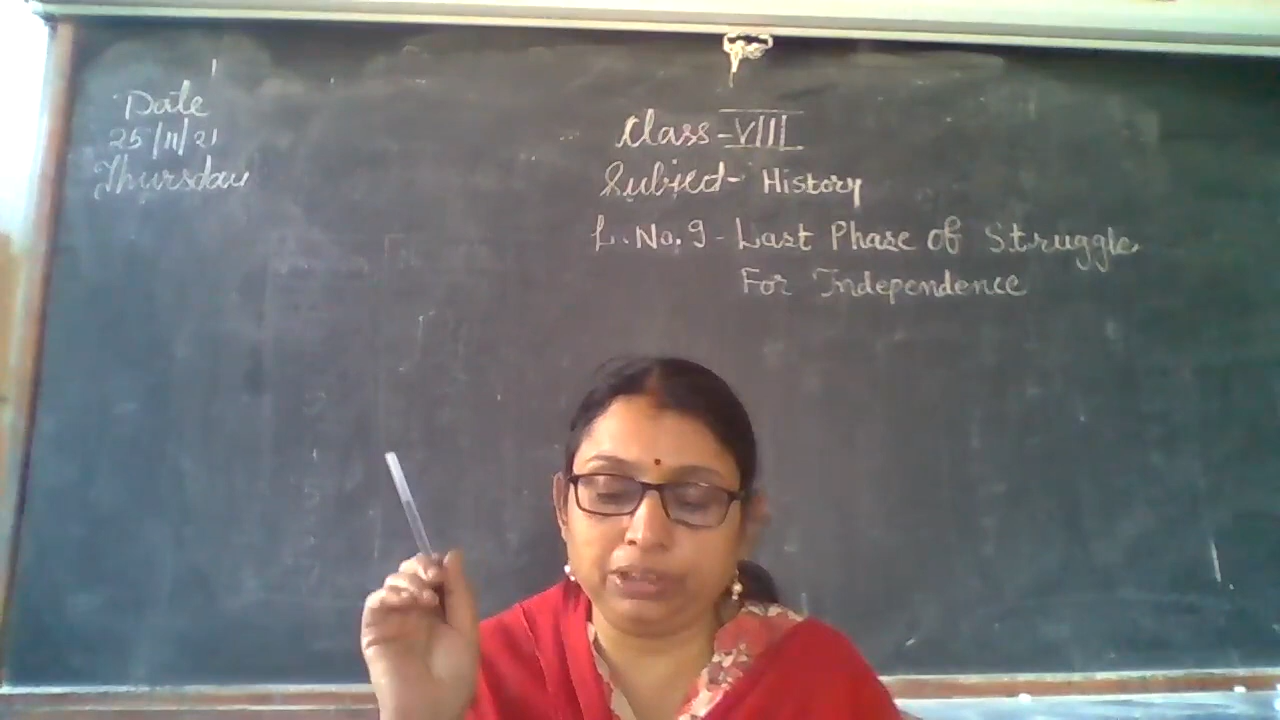 Date
25/11/21
Thursday
Class - VIII
Subject - History
L. No. 9 - Last Phase of Struggle
For Independence